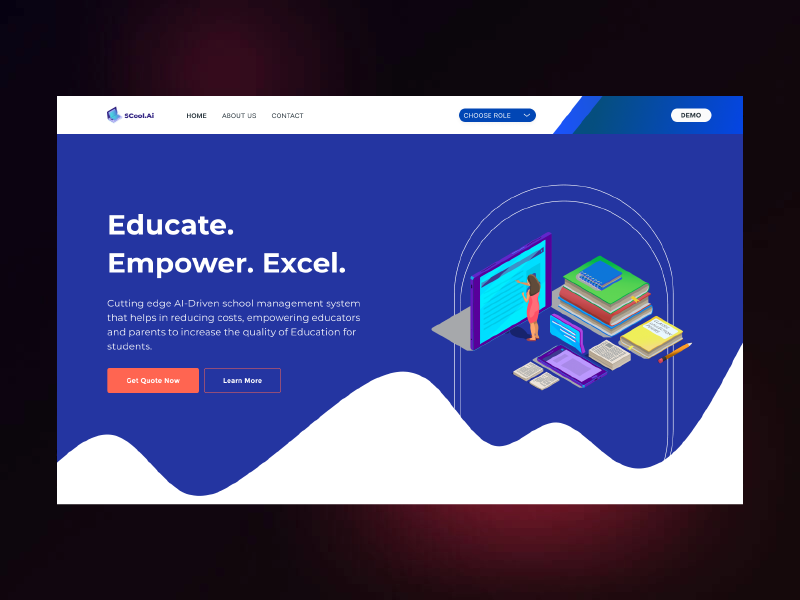 SCool.Ai
HOME ABOUT US CONTACT
CHOOSE ROLE
DEMO
Educate.
Empower. Excel.
Cutting edge AI-Driven school management system
that helps in reducing costs, empowering educators
and parents to increase the quality of Education for
students.
Get Quote Now
Learn More